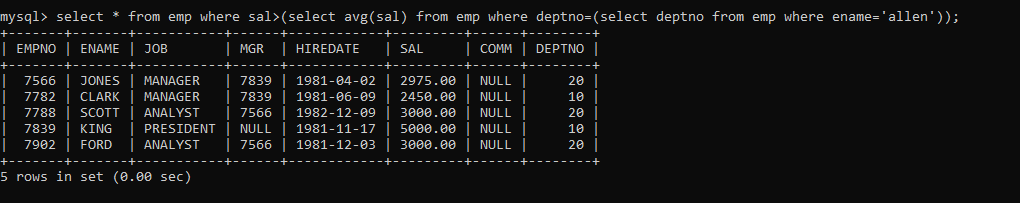 mysql> select * from emp where sal>(select avg(sal) from emp where deptno=(select deptno from emp where ename='allen'));
+-------+-------+-----------+------+------------+---------+------+--------+
| EMPNO | ENAME | JOB       | MGR  | HIREDATE   | SAL     | COMM | DEPTNO |
+-------+-------+-----------+------+------------+---------+------+--------+
|  7566 | JONES | MANAGER   | 7839 | 1981-04-02 | 2975.00 | NULL |     20 |
|  7782 | CLARK | MANAGER   | 7839 | 1981-06-09 | 2450.00 | NULL |     10 |
|  7788 | SCOTT | ANALYST   | 7566 | 1982-12-09 | 3000.00 | NULL |     20 |
|  7839 | KING  | PRESIDENT | NULL | 1981-11-17 | 5000.00 | NULL |     10 |
|  7902 | FORD  | ANALYST   | 7566 | 1981-12-03 | 3000.00 | NULL |     20 |
+-------+-------+-----------+------+------------+---------+------+--------+
5 rows in set (0.00 sec)